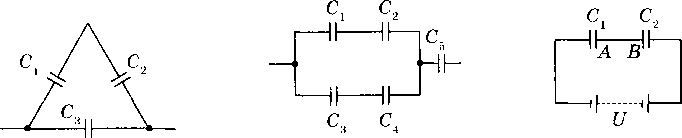 C₁ C₂
C₃
C₁ C₂
C₅
C₃ C₄
C₁ C₂
A B
U